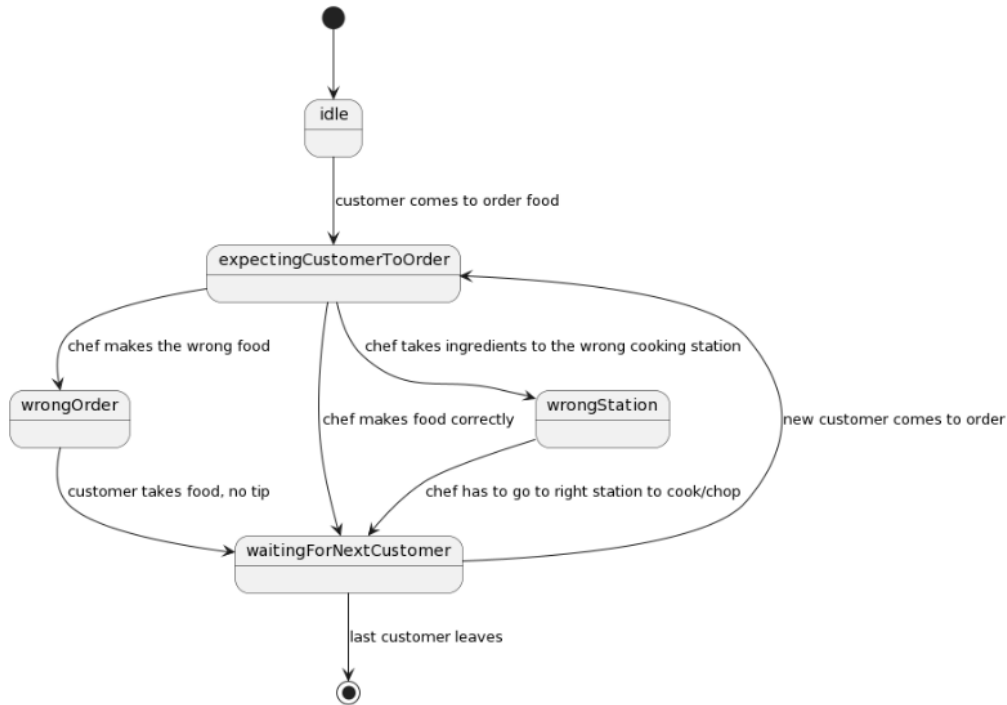 idle
customer comes to order food
expectingCustomerToOrder
chef makes the wrong food
chef takes ingredients to the wrong cooking station
wrongOrder
chef makes food correctly
wrongStation
new customer comes to order
customer takes food, no tip
chef has to go to right station to cook/chop
waitingForNextCustomer
last customer leaves